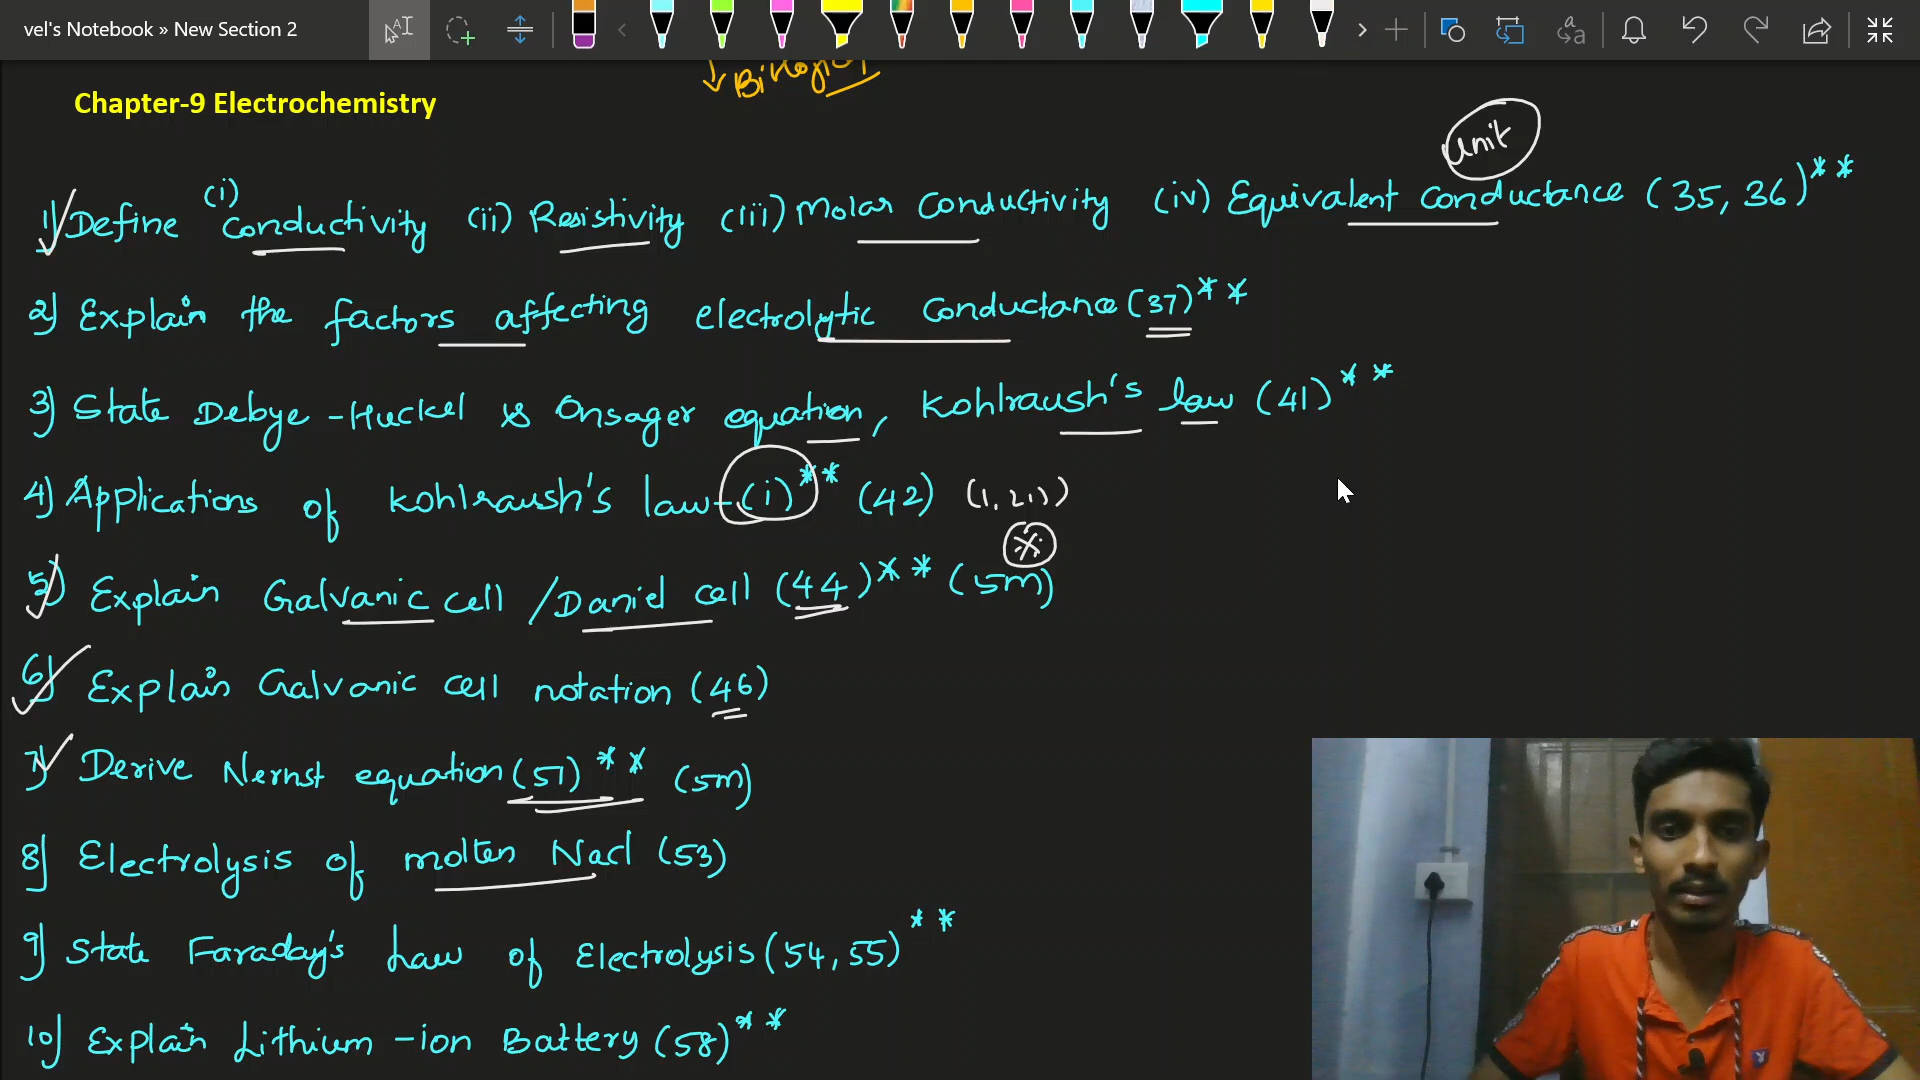 vel's Notebook » New Section 2
↓ Biological
Chapter-9 Electrochemistry
unit
1) Define (i) Conductivity (ii) Resistivity (iii) Molar Conductivity (iv) Equivalent Conductance (35, 36)**
2) Explain the factors affecting electrolytic Conductance (37)**
3) State Debye-Huckel & Onsager equation, Kohlraush's law (41)**
4) Applications of Kohlraush's law - (i)** (42) (1, 2)
5) Explain Galvanic cell / Daniel cell (44)** (5m)
6) Explain Galvanic cell notation (46)
7) Derive Nernst equation (51)** (5m)
8) Electrolysis of molten Nacl (53)
9) State Faraday's Law of Electrolysis (54, 55)**
10) Explain Lithium-ion Battery (58)**